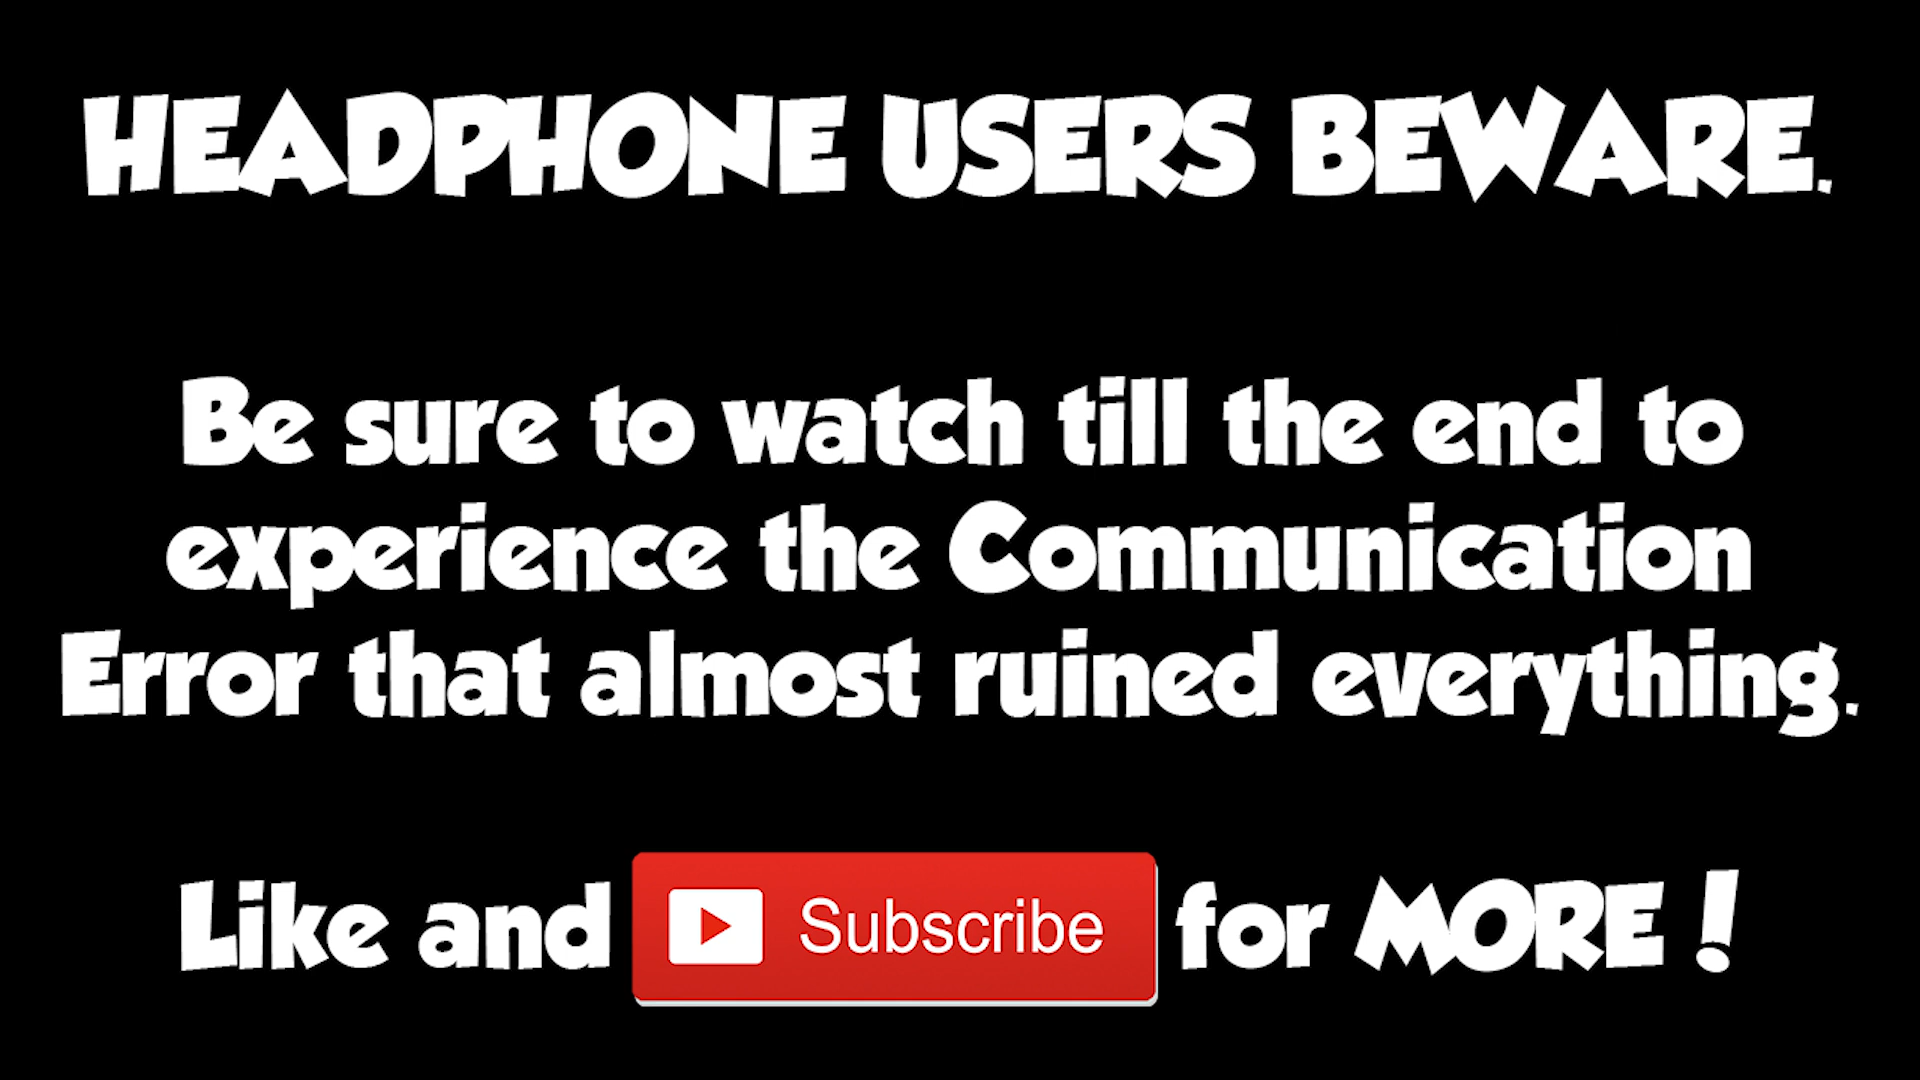 HEADPHONE USERS BEWARE.
Be sure to watch till the end to
experience the Communication
Error that almost ruined everything.
Like and Subscribe for MORE!